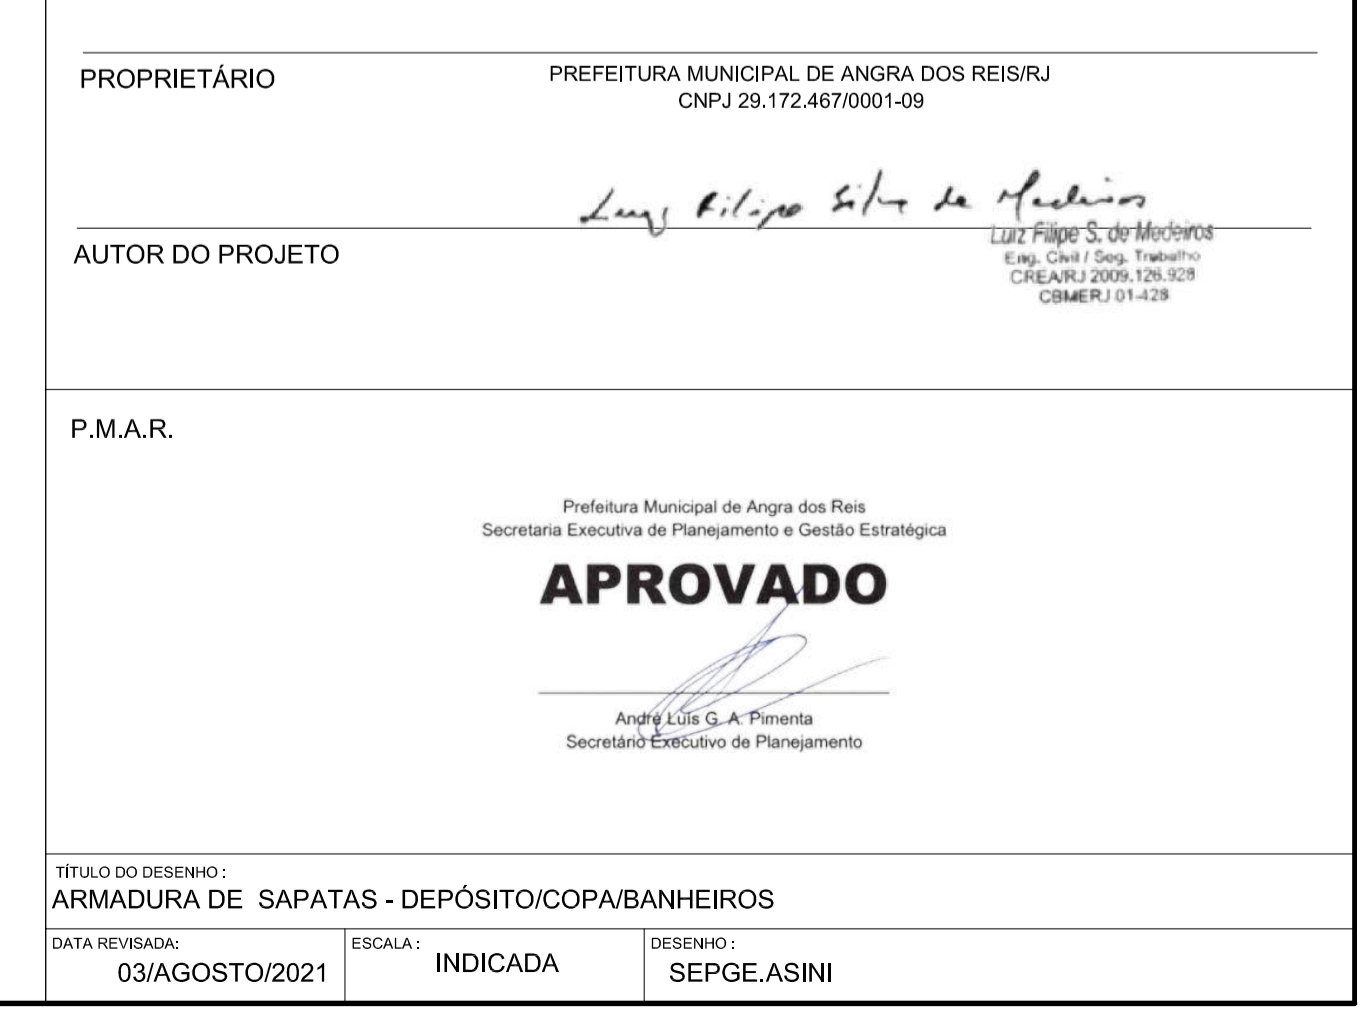 PROPRIETÁRIO
PREFEITURA MUNICIPAL DE ANGRA DOS REIS/RJ
CNPJ 29.172.467/0001-09
Luiz Filipe Silva de Medeiros
AUTOR DO PROJETO
Luiz Filipe S. de Medeiros
Eng. Civil / Seg. Trabalho
CREA/RJ 2009.126.928
CBMERJ 01-428
P.M.A.R.
Prefeitura Municipal de Angra dos Reis
Secretaria Executiva de Planejamento e Gestão Estratégica
APROVADO
André Luis G. A. Pimenta
Secretário Executivo de Planejamento
TÍTULO DO DESENHO :
ARMADURA DE SAPATAS - DEPÓSITO/COPA/BANHEIROS
DATA REVISADA:
03/AGOSTO/2021
ESCALA :
INDICADA
DESENHO :
SEPGE.ASINI